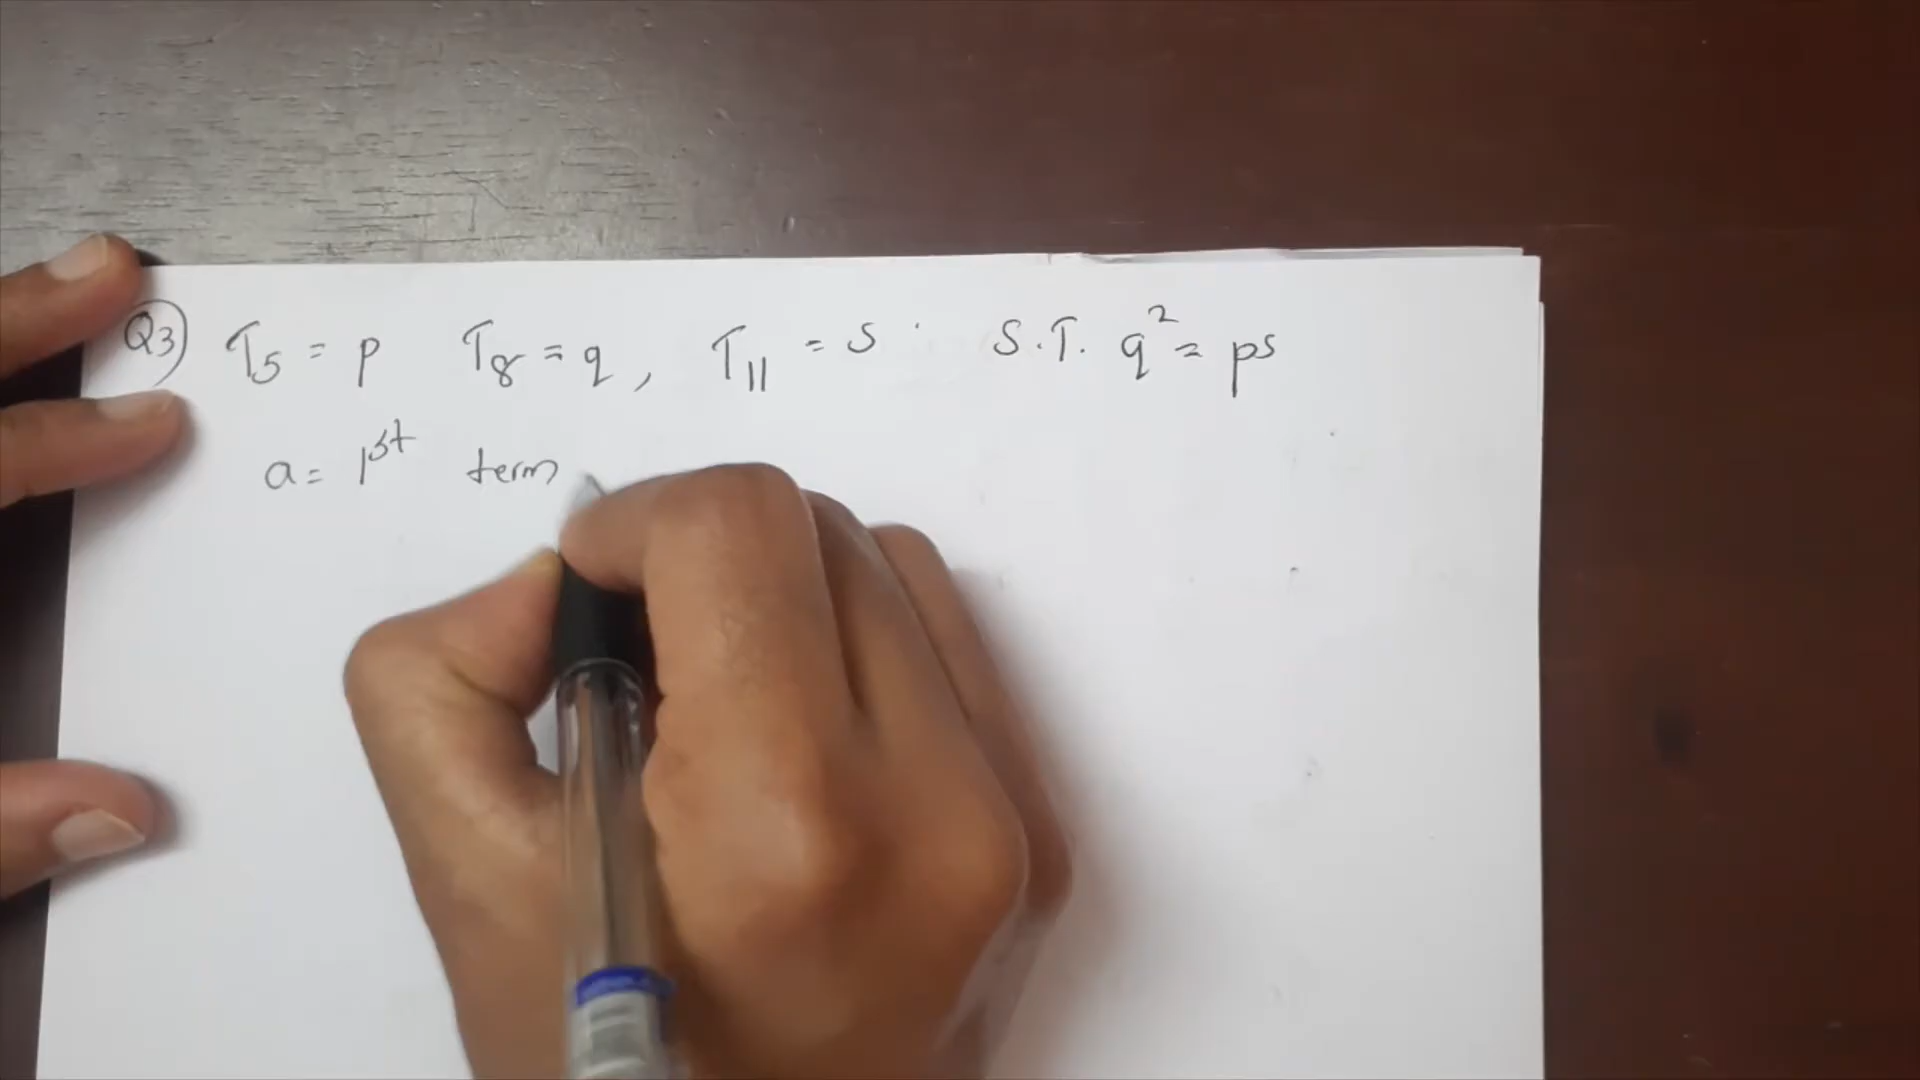 Q3) T5 = p T8 = q, T11 = S . S.T. q² = ps
a = 1st term